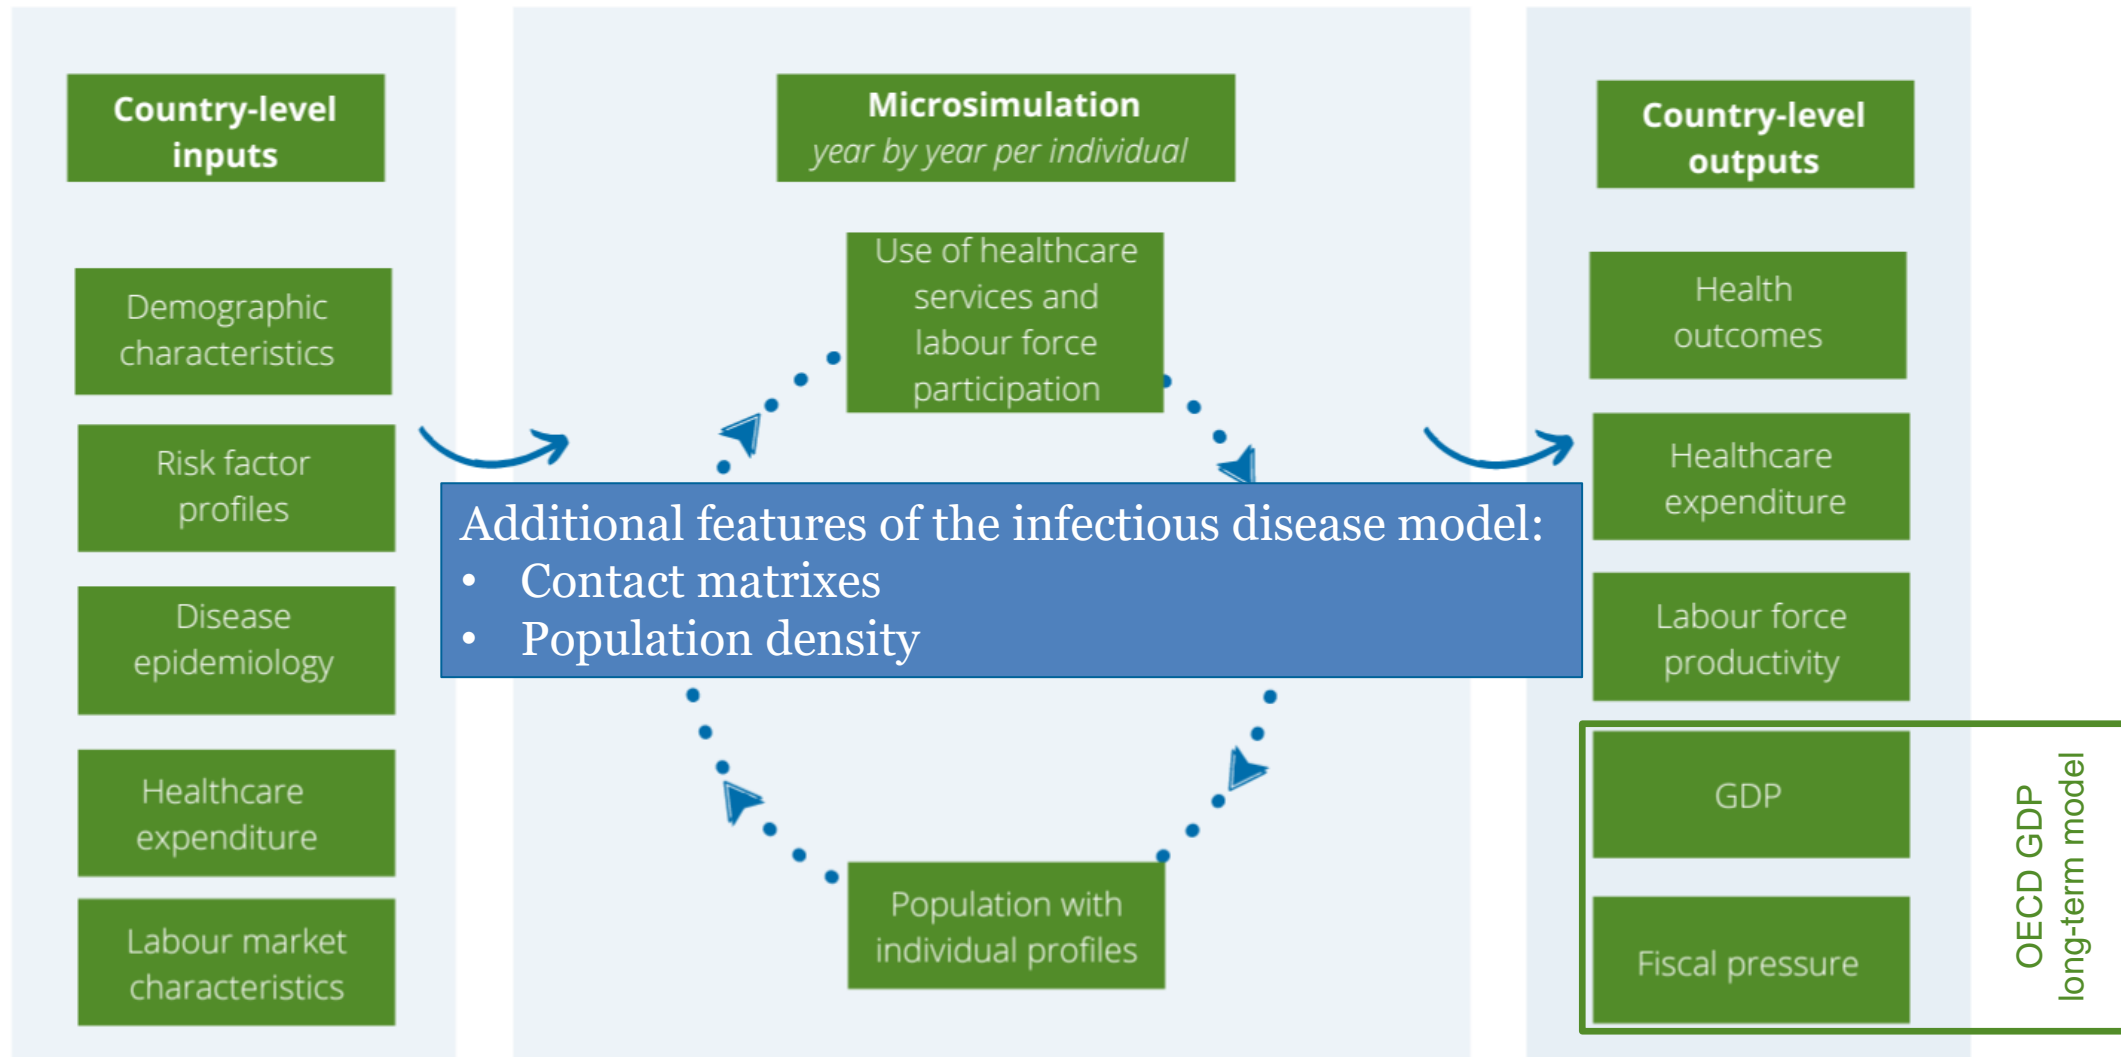 Country-level
inputs
Demographic
characteristics
Risk factor
profiles
Disease
epidemiology
Healthcare
expenditure
Labour market
characteristics
Microsimulation
year by year per individual
Use of healthcare
services and
labour force
participation
Additional features of the infectious disease model:
• Contact matrixes
• Population density
Population with
individual profiles
Country-level
outputs
Health
outcomes
Healthcare
expenditure
Labour force
productivity
GDP
Fiscal pressure
OECD GDP
long-term model